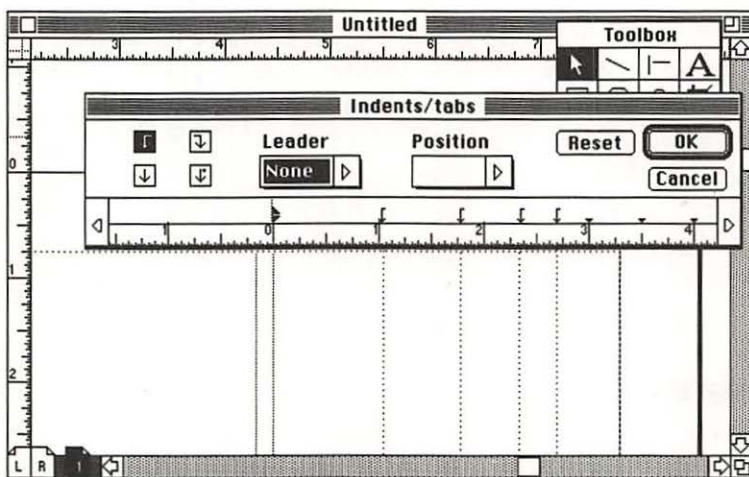 Untitled
Toolbox
3 4 5 6 7
A
Indents/tabs
Leader Position Reset OK
None
Cancel
0
1 0 1 2 3 4
1
2
L R 1